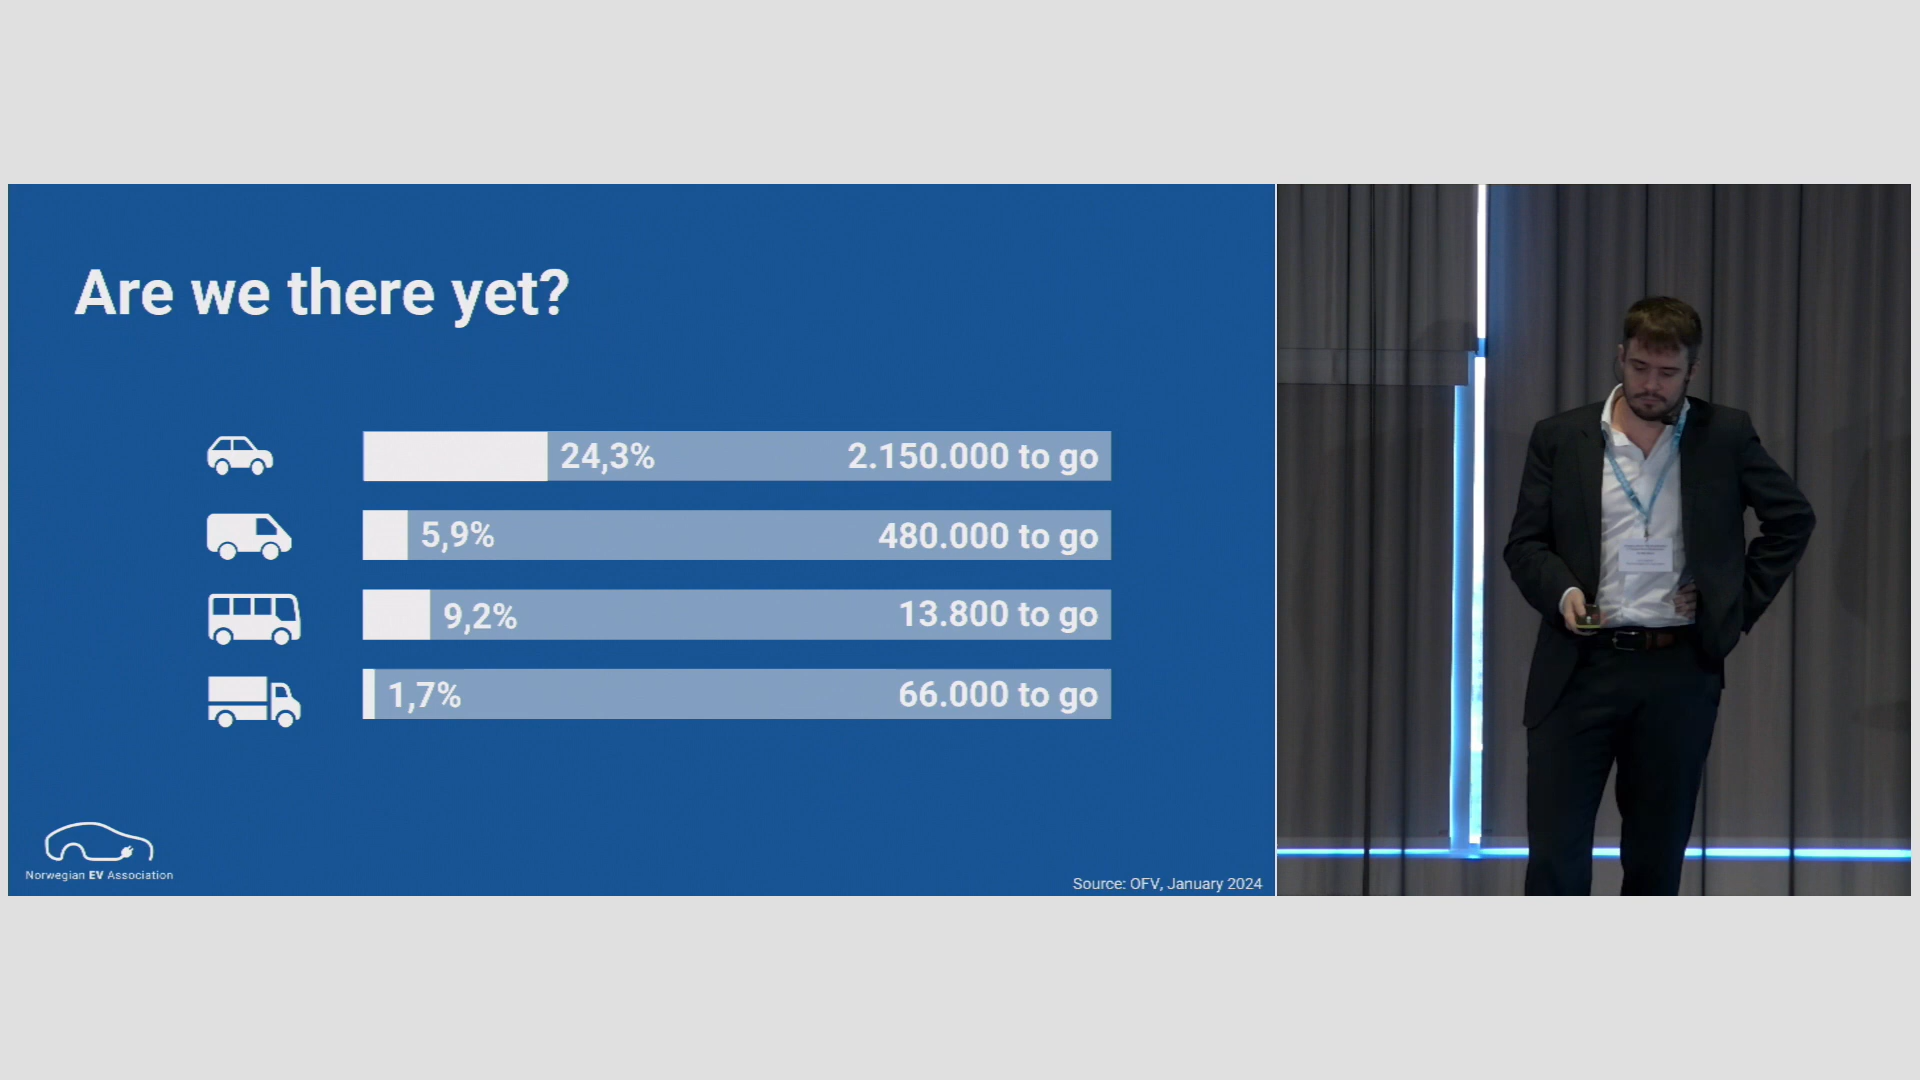 Are we there yet?
24,3% 2.150.000 to go
5,9% 480.000 to go
9,2% 13.800 to go
1,7% 66.000 to go
Norwegian EV Association
Source: OFV, January 2024